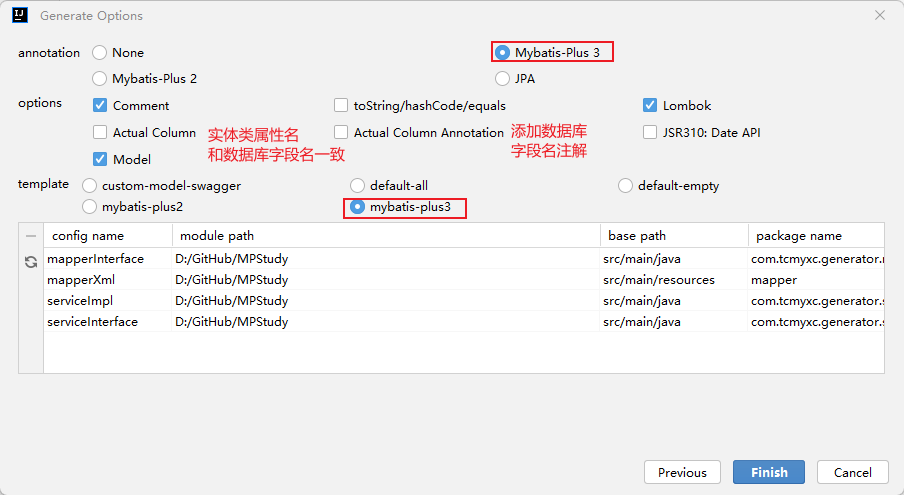 IJ Generate Options
annotation None Mybatis-Plus 3
Mybatis-Plus 2 JPA
options Comment toString/hashCode/equals Lombok
Actual Column 实体类属性名 Actual Column Annotation 添加数据库 JSR310: Date API
和数据库字段名一致 字段名注解
Model
template custom-model-swagger default-all default-empty
mybatis-plus2 mybatis-plus3
config name module path base path package name
mapperInterface D:/GitHub/MPStudy src/main/java com.tcmyxc.generator.
mapperXml D:/GitHub/MPStudy src/main/resources mapper
serviceImpl D:/GitHub/MPStudy src/main/java com.tcmyxc.generator.s
serviceInterface D:/GitHub/MPStudy src/main/java com.tcmyxc.generator.s
Previous Finish Cancel